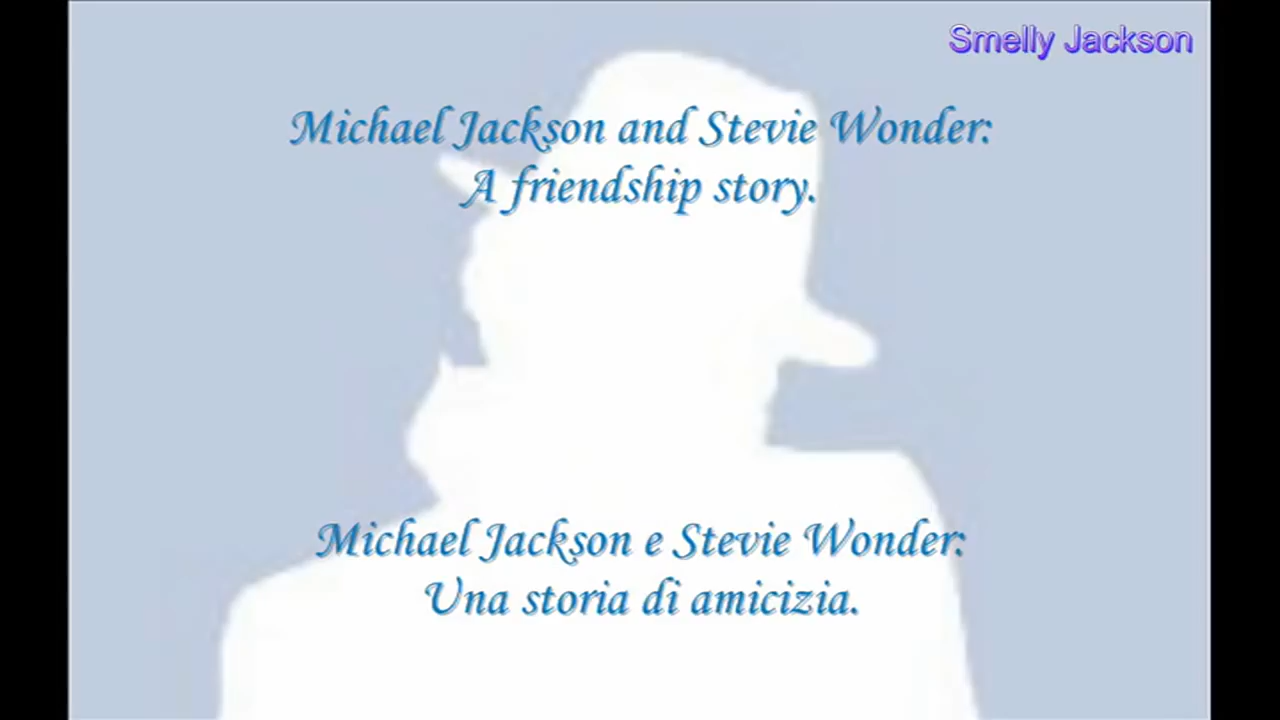 Smelly Jackson
Michael Jackson and Stevie Wonder:
A friendship story.
Michael Jackson e Stevie Wonder:
Una storia di amicizia.